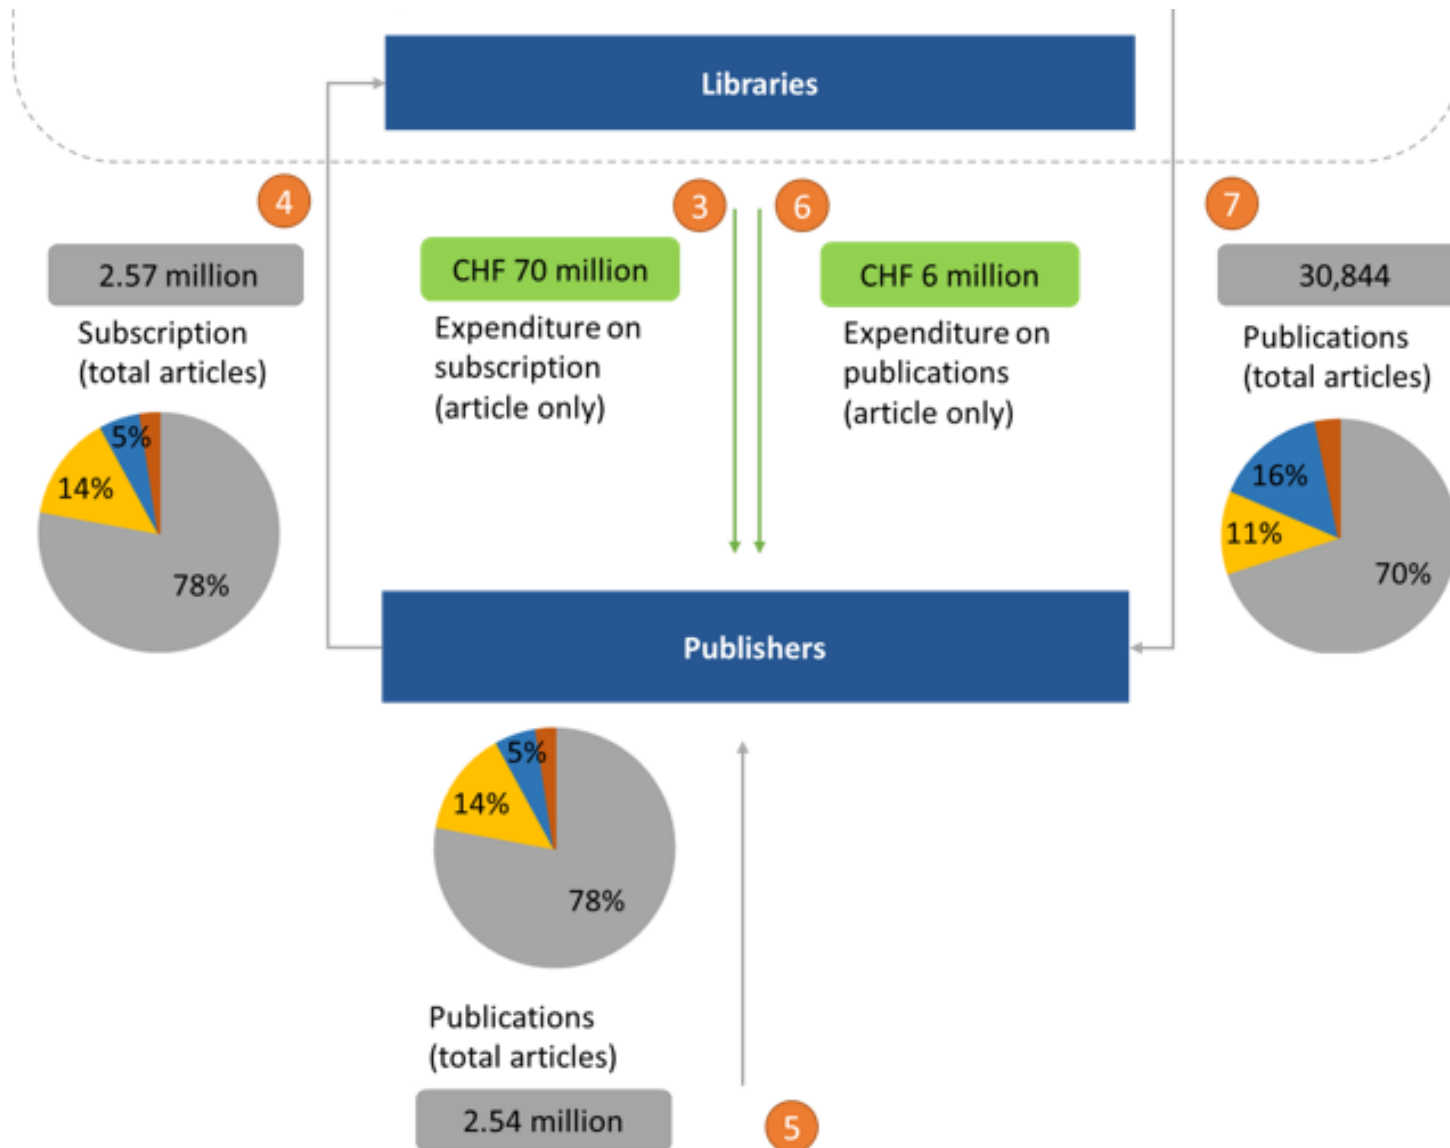 Libraries
4
3
6
7
2.57 million
Subscription
(total articles)
5%
14%
78%
CHF 70 million
Expenditure on
subscription
(article only)
CHF 6 million
Expenditure on
publications
(article only)
30,844
Publications
(total articles)
16%
11%
70%
Publishers
5%
14%
78%
Publications
(total articles)
2.54 million
5